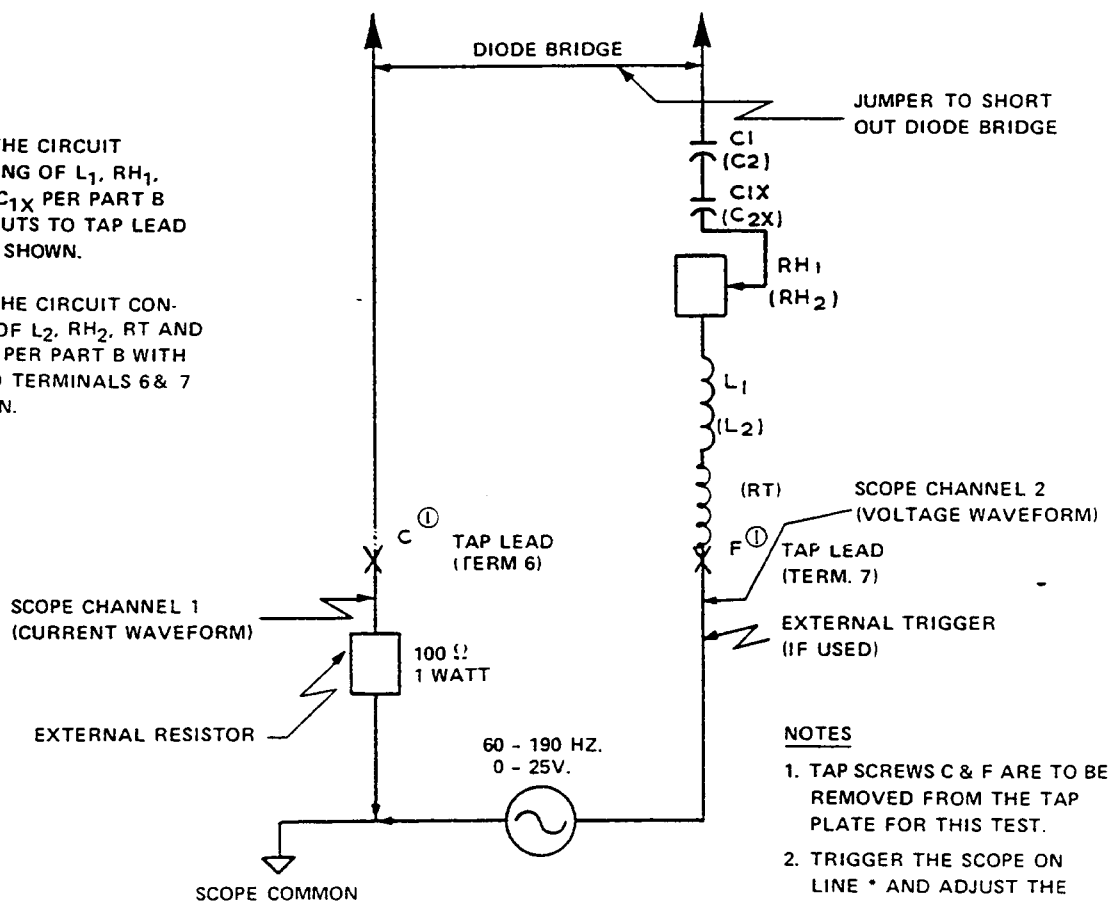 DIODE BRIDGE
JUMPER TO SHORT
OUT DIODE BRIDGE
THE CIRCUIT
NG OF L1, RH1,
C1X PER PART B
UTS TO TAP LEAD
SHOWN.
HE CIRCUIT CON-
OF L2, RH2, RT AND
PER PART B WITH
TERMINALS 6 & 7
N.
C1
(C2)
C1X
(C2X)
RH1
(RH2)
L1
(L2)
(RT)
SCOPE CHANNEL 2
(VOLTAGE WAVEFORM)
C ①
TAP LEAD
(TERM 6)
F ①
TAP LEAD
(TERM. 7)
SCOPE CHANNEL 1
(CURRENT WAVEFORM)
EXTERNAL TRIGGER
(IF USED)
100 Ω
1 WATT
EXTERNAL RESISTOR
60 - 190 HZ.
0 - 25V.
SCOPE COMMON
NOTES
1. TAP SCREWS C & F ARE TO BE
REMOVED FROM THE TAP
PLATE FOR THIS TEST.
2. TRIGGER THE SCOPE ON
LINE * AND ADJUST THE